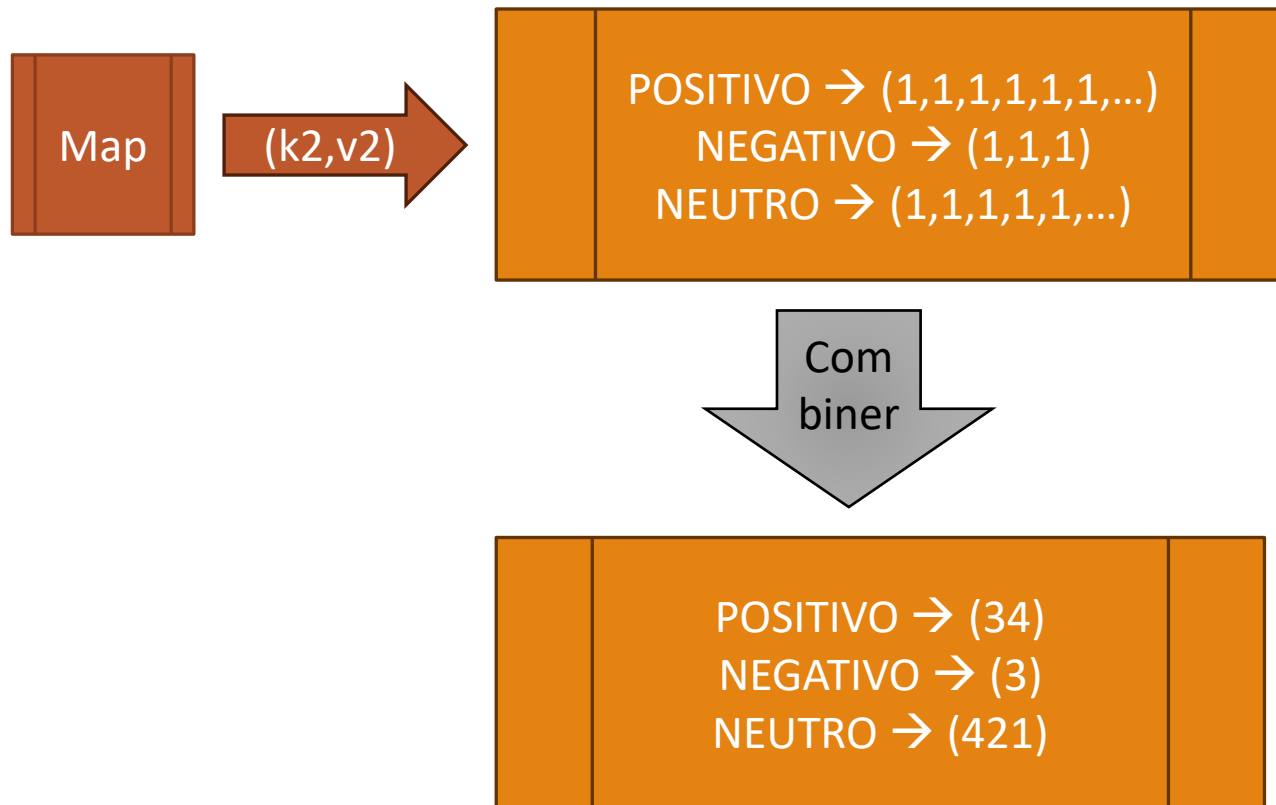 Map
(k2,v2)
POSITIVO → (1,1,1,1,1,1,…)
NEGATIVO → (1,1,1)
NEUTRO → (1,1,1,1,1,…)
Com
biner
POSITIVO → (34)
NEGATIVO → (3)
NEUTRO → (421)